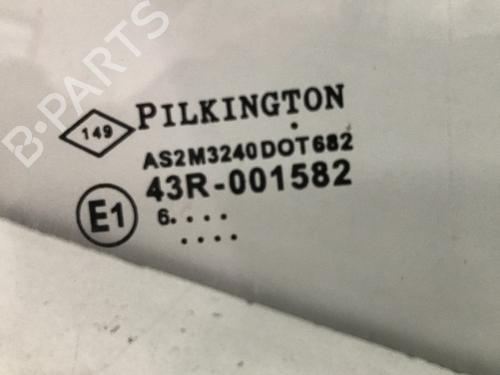 B-PARTS
149
PILKINGTON
AS2M3240DOT682
43R-001582
E1
6....
....